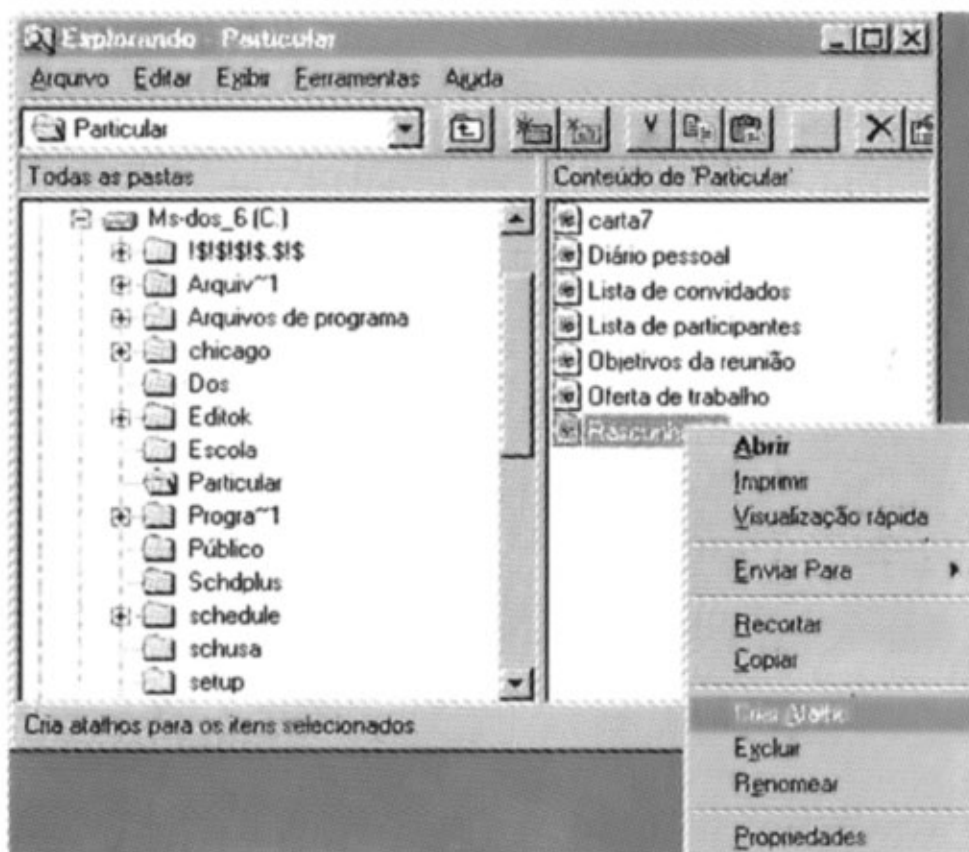 Explorando - Particular
Arquivo Editar Exibir Ferramentas Ajuda
Particular
Todas as pastas
Ms-dos_6 (C:)
!$!$!$!$.$!$
Arquiv~1
Arquivos de programa
chicago
Dos
Editok
Escola
Particular
Progra~1
Público
Schdplus
schedule
schusa
setup
Conteúdo de 'Particular'
carta7
Diário pessoal
Lista de convidados
Lista de participantes
Objetivos da reunião
Oferta de trabalho
Abrir
Imprimir
Visualização rápida
Enviar Para
Recortar
Copiar
Criar Atalho
Excluir
Renomear
Propriedades
Cria atalhos para os itens selecionados